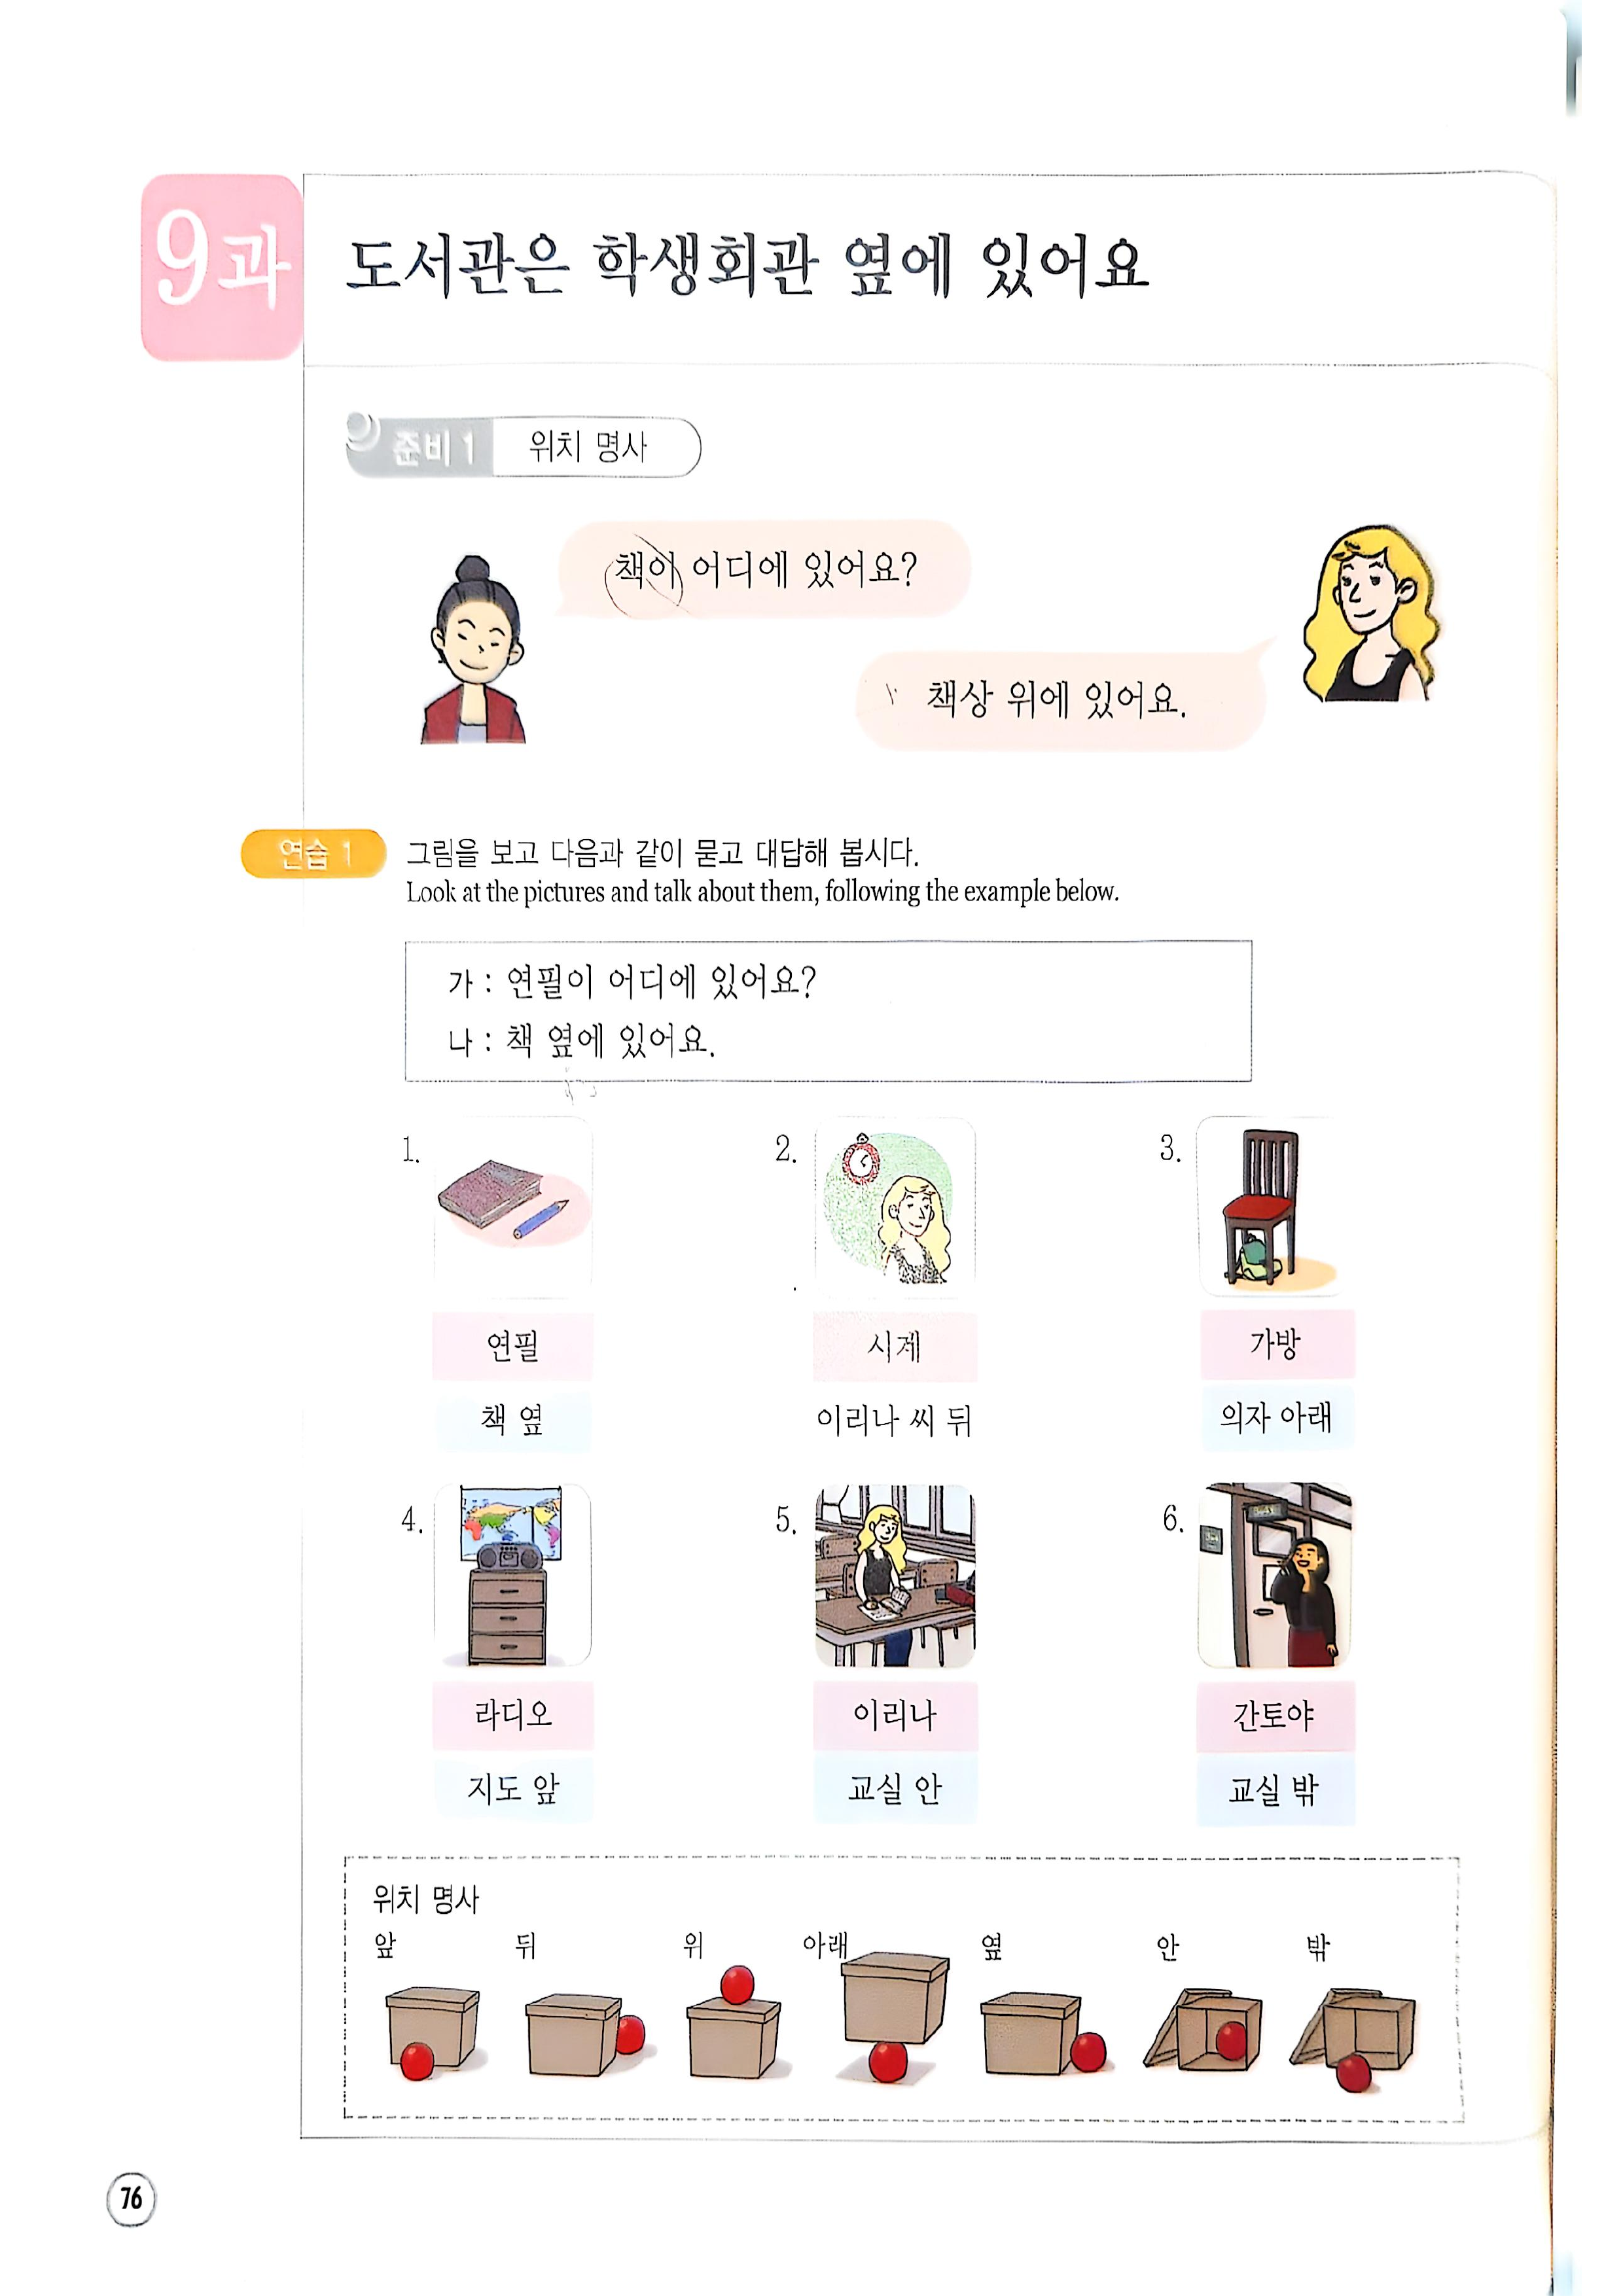 9과
도서관은 학생회관 옆에 있어요
준비 1 위치 명사
책이 어디에 있어요?
책상 위에 있어요.
연습 1 그림을 보고 다음과 같이 묻고 대답해 봅시다.
Look at the pictures and talk about them, following the example below.
가 : 연필이 어디에 있어요?
나 : 책 옆에 있어요.
1. 2. 3.
연필 시계 가방
책 옆 이리나 씨 뒤 의자 아래
4. 5. 6.
라디오 이리나 간토야
지도 앞 교실 안 교실 밖
위치 명사
앞 뒤 위 아래 옆 안 밖
76